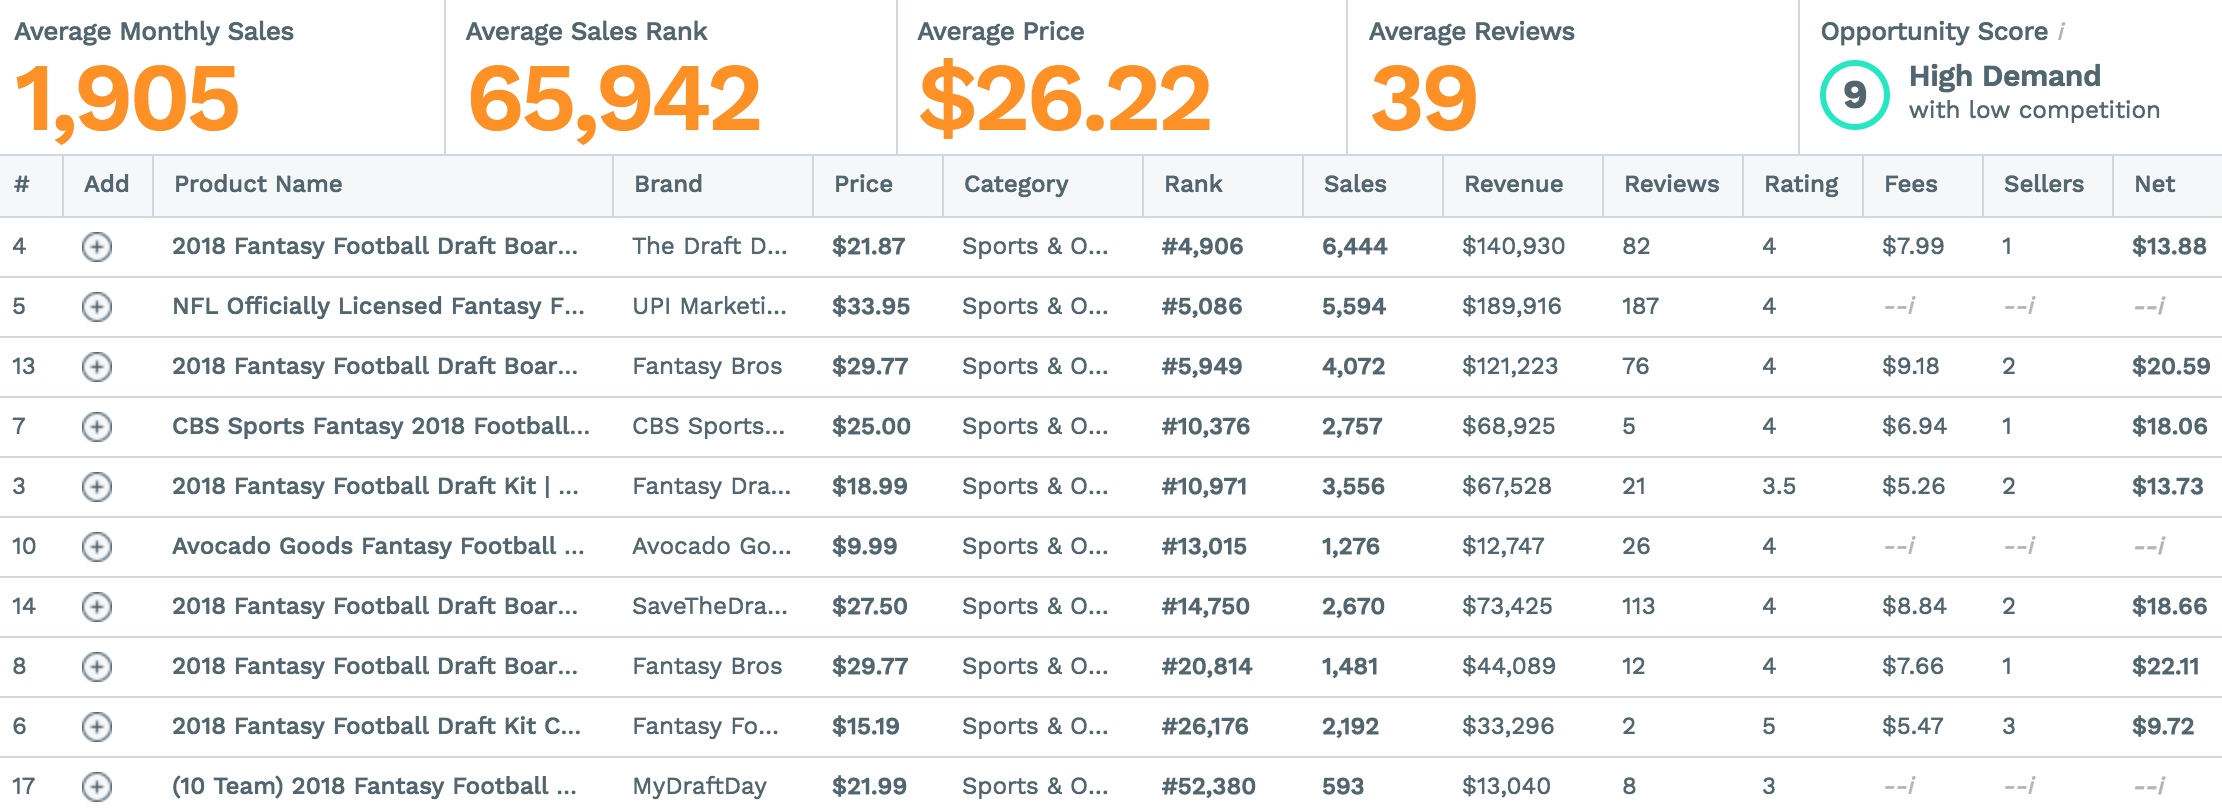 Average Monthly Sales Average Sales Rank Average Price Average Reviews Opportunity Score i
1,905 65,942 $26.22 39 9 High Demand
with low competition
# Add Product Name Brand Price Category Rank Sales Revenue Reviews Rating Fees Sellers Net
4 2018 Fantasy Football Draft Boar... The Draft D... $21.87 Sports & O... #4,906 6,444 $140,930 82 4 $7.99 1 $13.88
5 NFL Officially Licensed Fantasy F... UPI Marketi... $33.95 Sports & O... #5,086 5,594 $189,916 187 4 --i --i --i
13 2018 Fantasy Football Draft Boar... Fantasy Bros $29.77 Sports & O... #5,949 4,072 $121,223 76 4 $9.18 2 $20.59
7 CBS Sports Fantasy 2018 Football... CBS Sports... $25.00 Sports & O... #10,376 2,757 $68,925 5 4 $6.94 1 $18.06
3 2018 Fantasy Football Draft Kit | ... Fantasy Dra... $18.99 Sports & O... #10,971 3,556 $67,528 21 3.5 $5.26 2 $13.73
10 Avocado Goods Fantasy Football ... Avocado Go... $9.99 Sports & O... #13,015 1,276 $12,747 26 4 --i --i --i
14 2018 Fantasy Football Draft Boar... SaveTheDra... $27.50 Sports & O... #14,750 2,670 $73,425 113 4 $8.84 2 $18.66
8 2018 Fantasy Football Draft Boar... Fantasy Bros $29.77 Sports & O... #20,814 1,481 $44,089 12 4 $7.66 1 $22.11
6 2018 Fantasy Football Draft Kit C... Fantasy Fo... $15.19 Sports & O... #26,176 2,192 $33,296 2 5 $5.47 3 $9.72
17 (10 Team) 2018 Fantasy Football ... MyDraftDay $21.99 Sports & O... #52,380 593 $13,040 8 3 --i --i --i